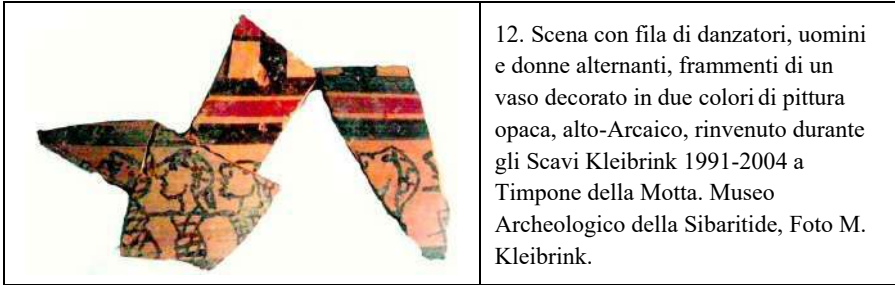 12. Scena con fila di danzatori, uomini
e donne alternanti, frammenti di un
vaso decorato in due colori di pittura
opaca, alto-Arcaico, rinvenuto durante
gli Scavi Kleibrink 1991-2004 a
Timpone della Motta. Museo
Archeologico della Sibaritide, Foto M.
Kleibrink.